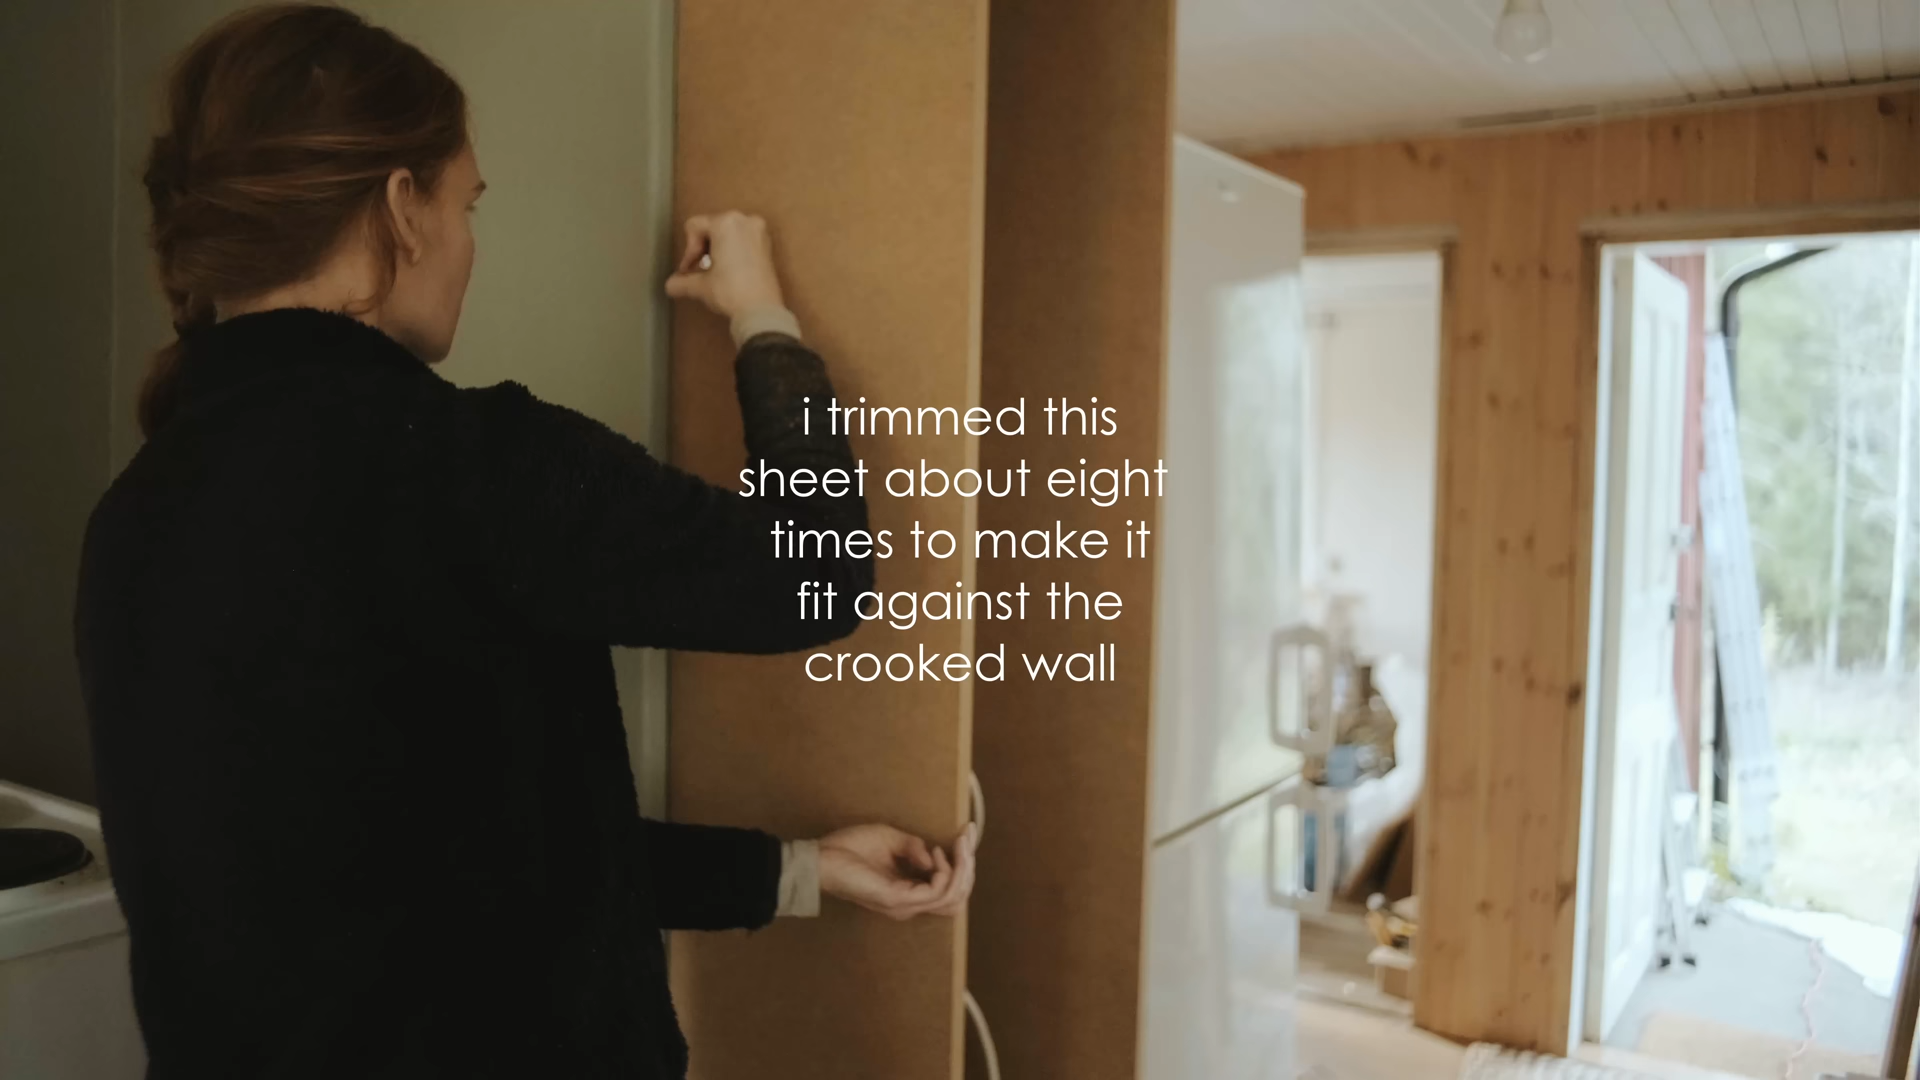 i trimmed this
sheet about eight
times to make it
fit against the
crooked wall